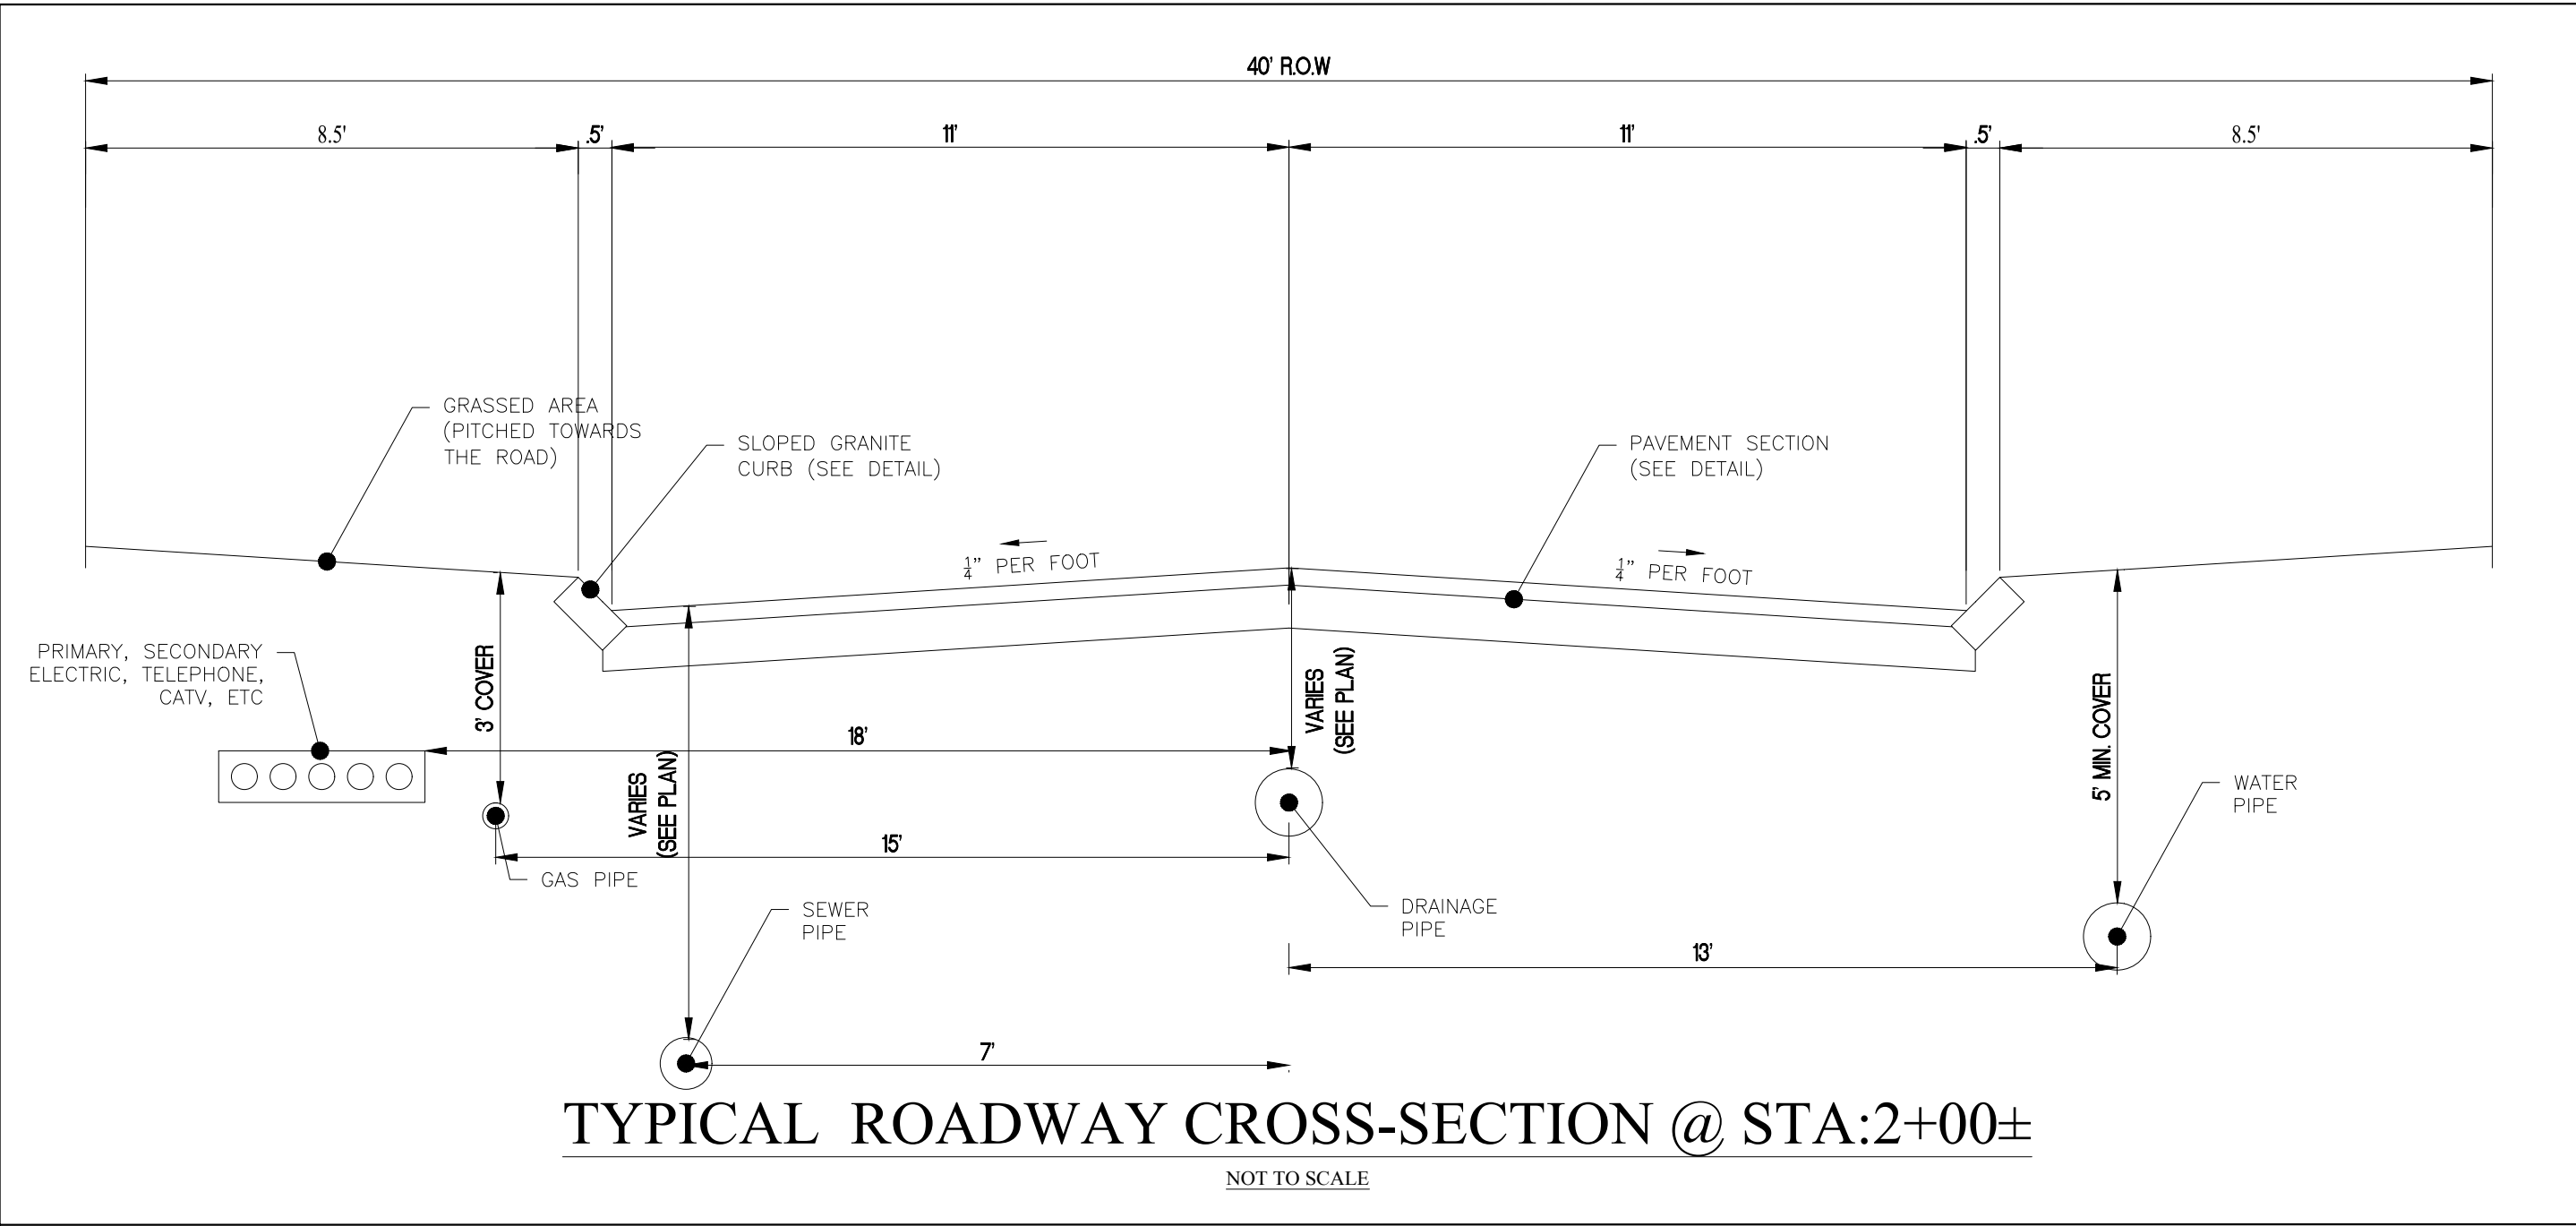 40' R.O.W
8.5'
.5'
11'
11'
.5'
8.5'
GRASSED AREA
(PITCHED TOWARDS
THE ROAD)
SLOPED GRANITE
CURB (SEE DETAIL)
PAVEMENT SECTION
(SEE DETAIL)
1/4" PER FOOT
1/4" PER FOOT
PRIMARY, SECONDARY
ELECTRIC, TELEPHONE,
CATV, ETC
3' COVER
VARIES
(SEE PLAN)
18'
VARIES
(SEE PLAN)
5' MIN. COVER
WATER
PIPE
15'
GAS PIPE
SEWER
PIPE
DRAINAGE
PIPE
13'
7'
TYPICAL ROADWAY CROSS-SECTION @ STA:2+00±
NOT TO SCALE